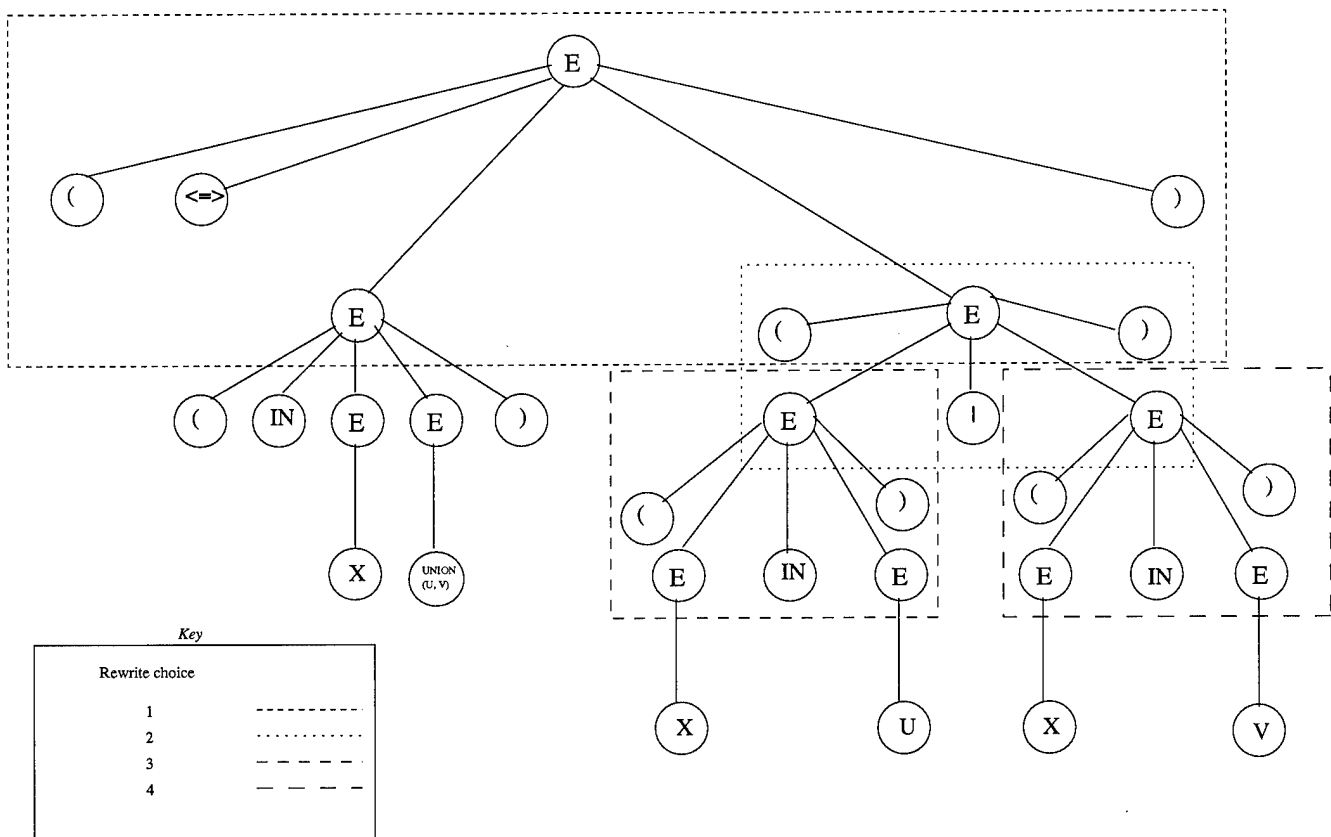 E
( <=> )
E
( E )
( IN E E )
E | E
( ) ( )
X UNION
(U, V)
E IN E E IN E
Key
Rewrite choice
1
2
3
4
X U X V